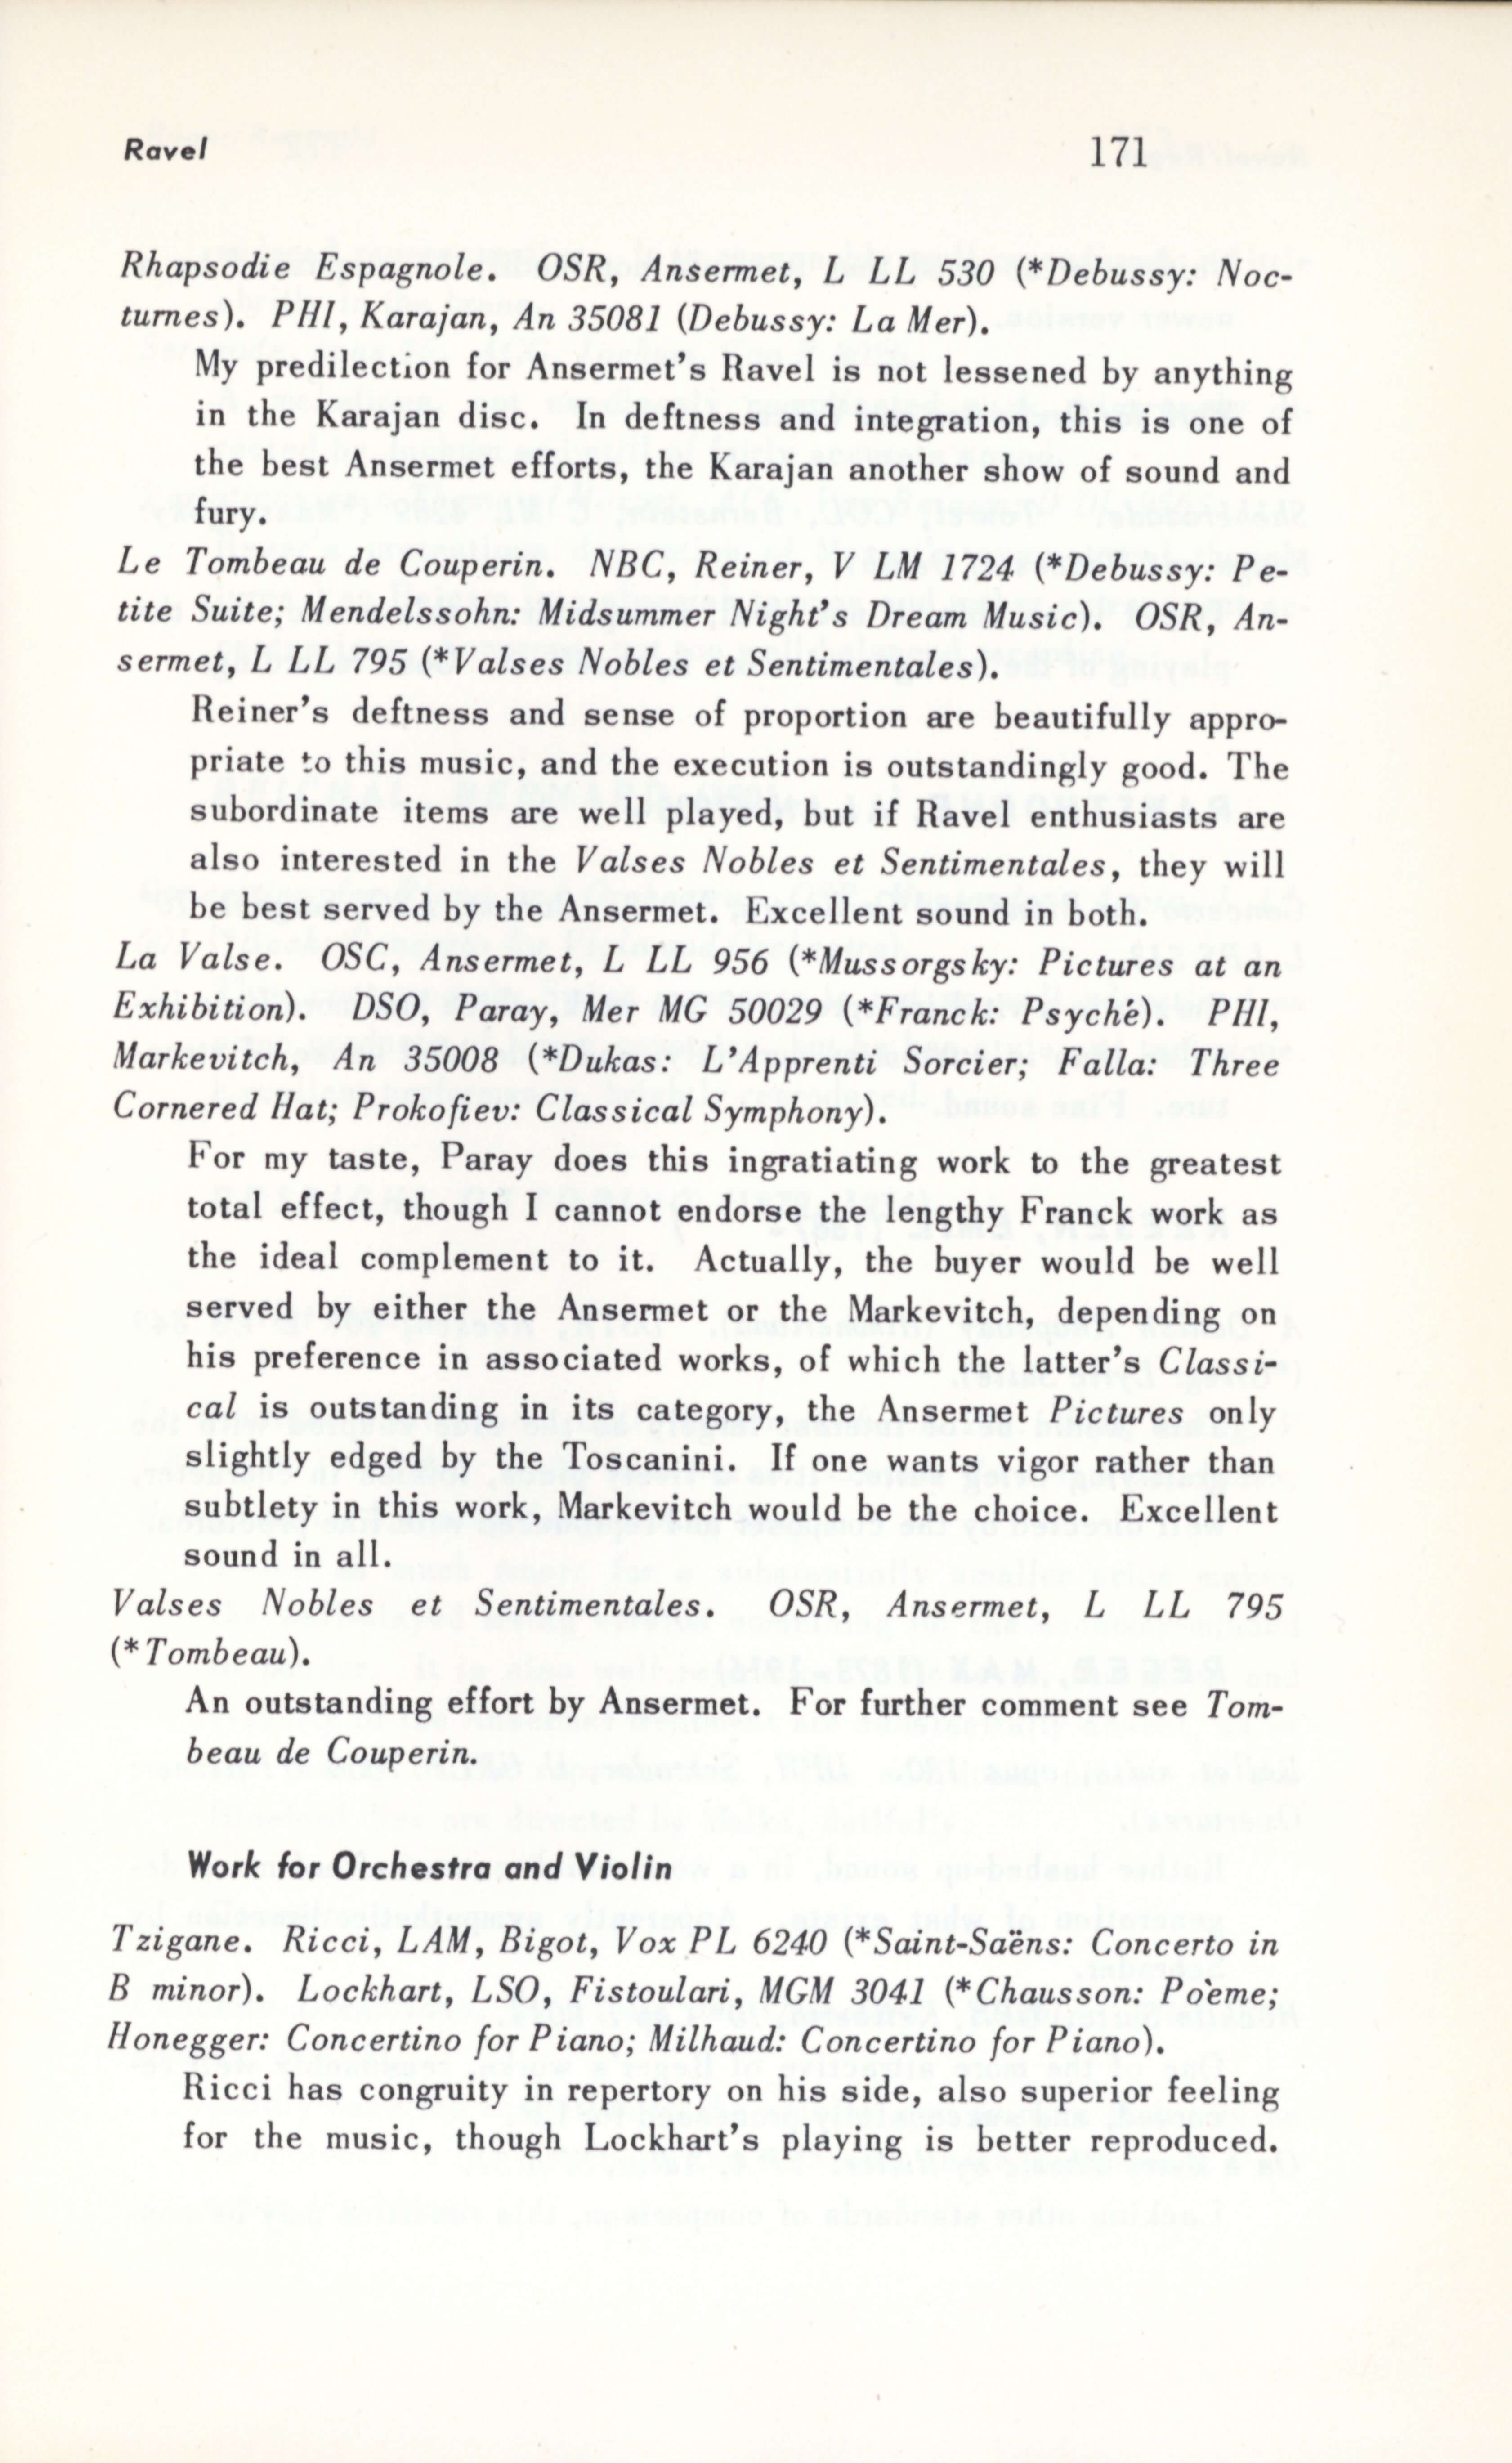 Ravel 171
Rhapsodie Espagnole. OSR, Ansermet, L LL 530 (*Debussy: Noc-
turnes). PHI, Karajan, An 35081 (Debussy: La Mer).
My predilection for Ansermet's Ravel is not lessened by anything
in the Karajan disc. In deftness and integration, this is one of
the best Ansermet efforts, the Karajan another show of sound and
fury.
Le Tombeau de Couperin. NBC, Reiner, V LM 1724 (*Debussy: Pe-
tite Suite; Mendelssohn: Midsummer Night's Dream Music). OSR, An-
sermet, L LL 795 (*Valses Nobles et Sentimentales).
Reiner's deftness and sense of proportion are beautifully appro-
priate to this music, and the execution is outstandingly good. The
subordinate items are well played, but if Ravel enthusiasts are
also interested in the Valses Nobles et Sentimentales, they will
be best served by the Ansermet. Excellent sound in both.
La Valse. OSC, Ansermet, L LL 956 (*Mussorgsky: Pictures at an
Exhibition). DSO, Paray, Mer MG 50029 (*Franck: Psyché). PHI,
Markevitch, An 35008 (*Dukas: L'Apprenti Sorcier; Falla: Three
Cornered Hat; Prokofiev: Classical Symphony).
For my taste, Paray does this ingratiating work to the greatest
total effect, though I cannot endorse the lengthy Franck work as
the ideal complement to it. Actually, the buyer would be well
served by either the Ansermet or the Markevitch, depending on
his preference in associated works, of which the latter's Classi-
cal is outstanding in its category, the Ansermet Pictures only
slightly edged by the Toscanini. If one wants vigor rather than
subtlety in this work, Markevitch would be the choice. Excellent
sound in all.
Valses Nobles et Sentimentales. OSR, Ansermet, L LL 795
(*Tombeau).
An outstanding effort by Ansermet. For further comment see Tom-
beau de Couperin.
Work for Orchestra and Violin
Tzigane. Ricci, LAM, Bigot, Vox PL 6240 (*Saint-Saëns: Concerto in
B minor). Lockhart, LSO, Fistoulari, MGM 3041 (*Chausson: Poème;
Honegger: Concertino for Piano; Milhaud: Concertino for Piano).
Ricci has congruity in repertory on his side, also superior feeling
for the music, though Lockhart's playing is better reproduced.